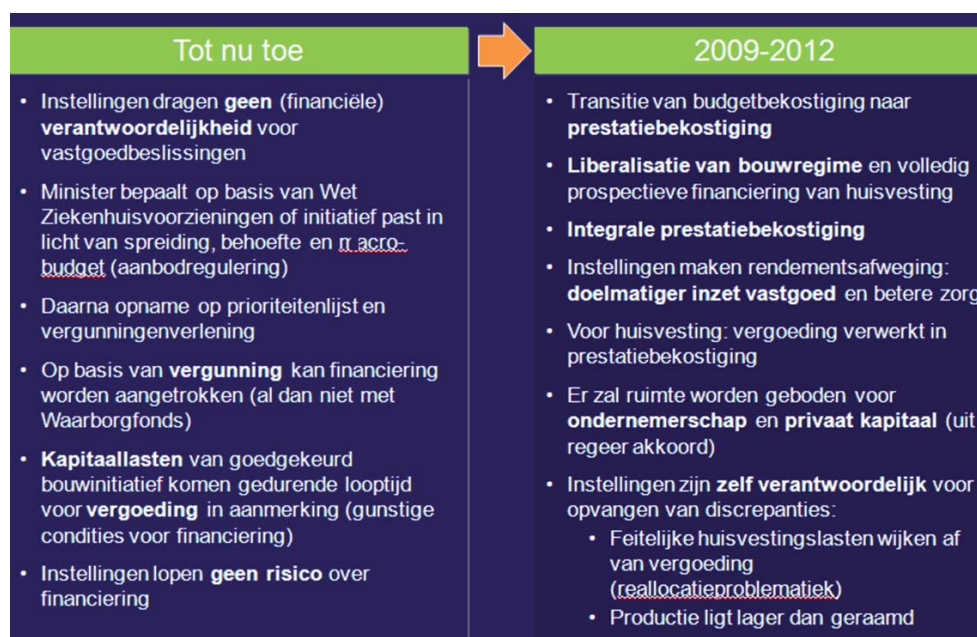 Tot nu toe
• Instellingen dragen geen (financiële)
verantwoordelijkheid voor
vastgoedbeslissingen
• Minister bepaalt op basis van Wet
Ziekenhuisvoorzieningen of initiatief past in
licht van spreiding, behoefte en macro-
budget (aanbodregulering)
• Daarna opname op prioriteitenlijst en
vergunningenverlening
• Op basis van vergunning kan financiering
worden aangetrokken (al dan niet met
Waarborgfonds)
• Kapitaallasten van goedgekeurd
bouwinitiatief komen gedurende looptijd
voor vergoeding in aanmerking (gunstige
condities voor financiering)
• Instellingen lopen geen risico over
financiering
2009-2012
• Transitie van budgetbekostiging naar
prestatiebekostiging
• Liberalisatie van bouwregime en volledig
prospectieve financiering van huisvesting
• Integrale prestatiebekostiging
• Instellingen maken rendementsafweging:
doelmatiger inzet vastgoed en betere zorg
• Voor huisvesting: vergoeding verwerkt in
prestatiebekostiging
• Er zal ruimte worden geboden voor
ondernemerschap en privaat kapitaal (uit
regeer akkoord)
• Instellingen zijn zelf verantwoordelijk voor
opvangen van discrepanties:
• Feitelijke huisvestingslasten wijken af
van vergoeding
(reallocatieproblematiek)
• Productie ligt lager dan geraamd